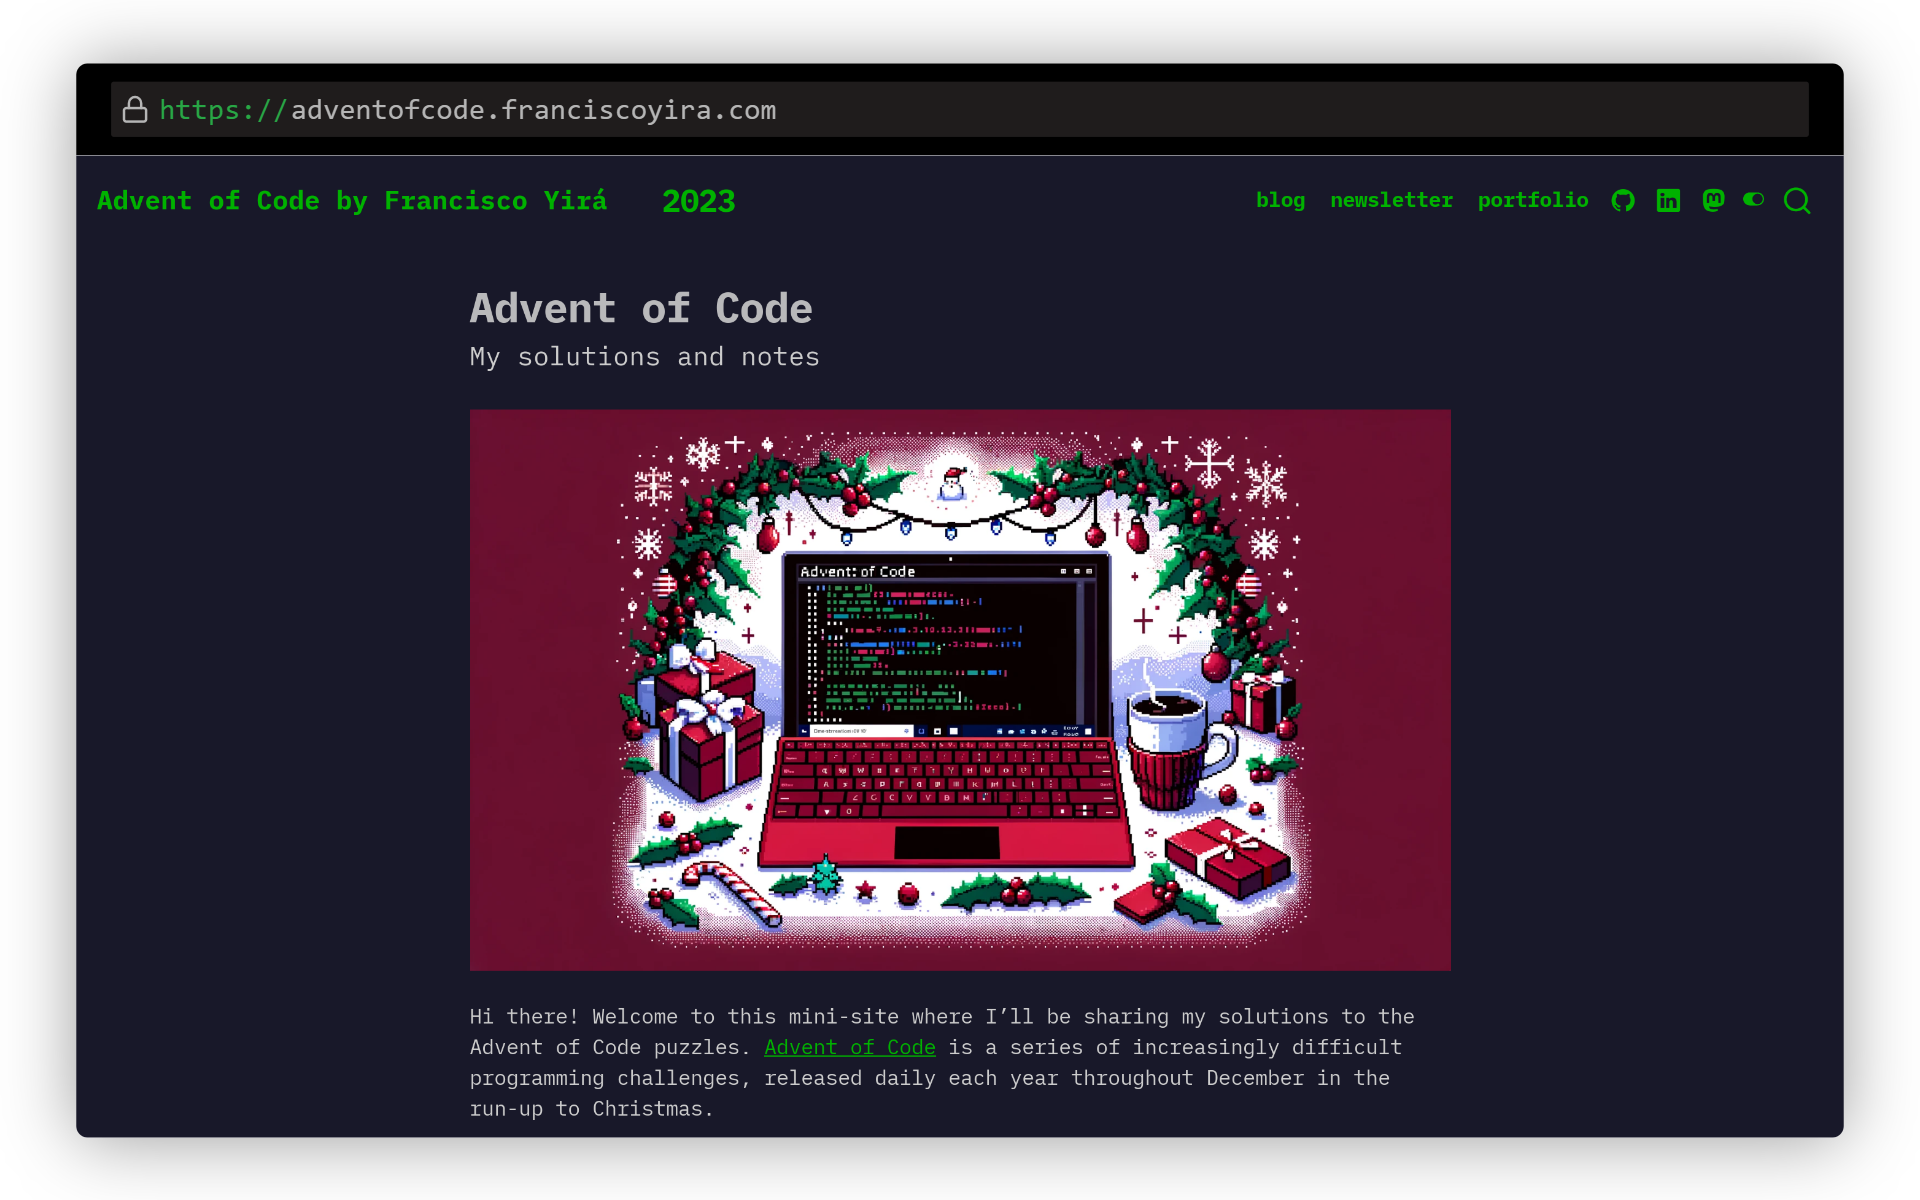 https://adventofcode.franciscoyira.com
Advent of Code by Francisco Yirá 2023 blog newsletter portfolio
Advent of Code
My solutions and notes
Advent: of Code
Hi there! Welcome to this mini-site where I’ll be sharing my solutions to the
Advent of Code puzzles. Advent of Code is a series of increasingly difficult
programming challenges, released daily each year throughout December in the
run-up to Christmas.